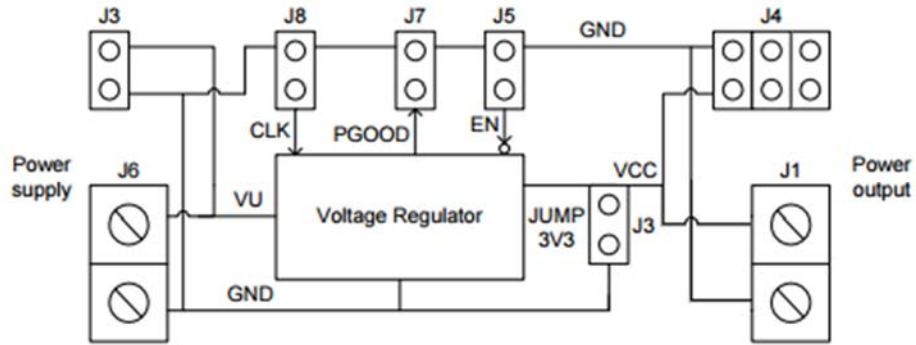 J3
J8
J7
J5
GND
J4
CLK
PGOOD
EN
Power
supply
J6
VU
Voltage Regulator
VCC
JUMP
3V3
J3
J1
Power
output
GND